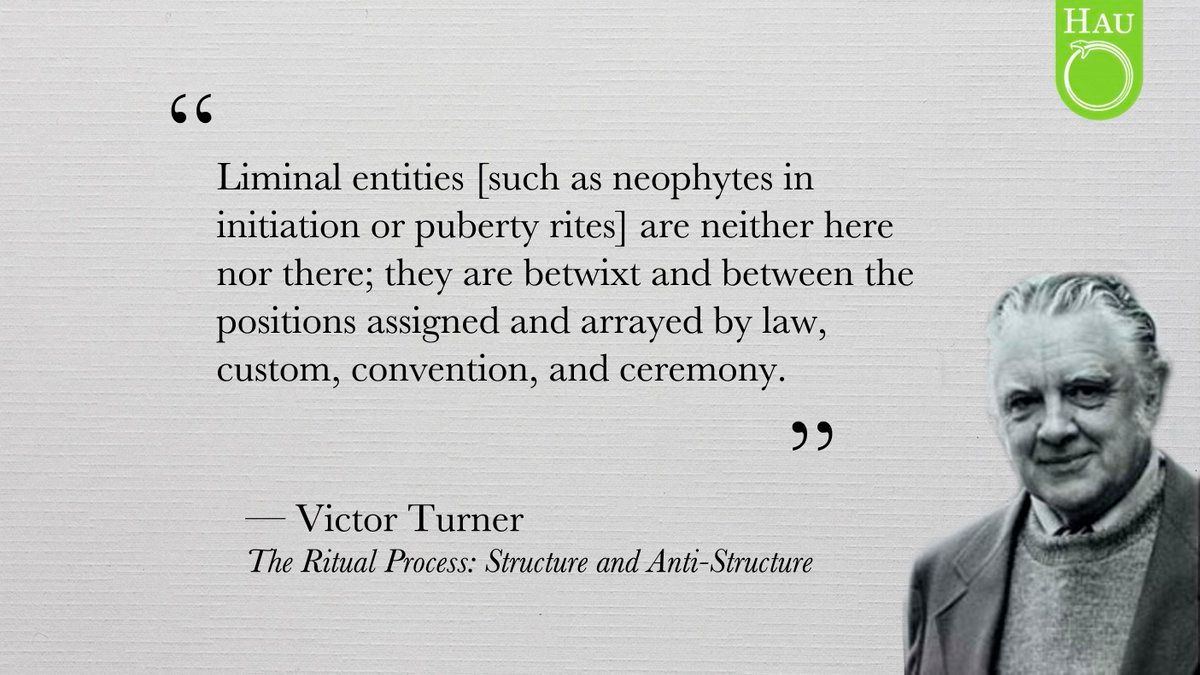 HAU
“
Liminal entities [such as neophytes in
initiation or puberty rites] are neither here
nor there; they are betwixt and between the
positions assigned and arrayed by law,
custom, convention, and ceremony.
”
— Victor Turner
The Ritual Process: Structure and Anti-Structure